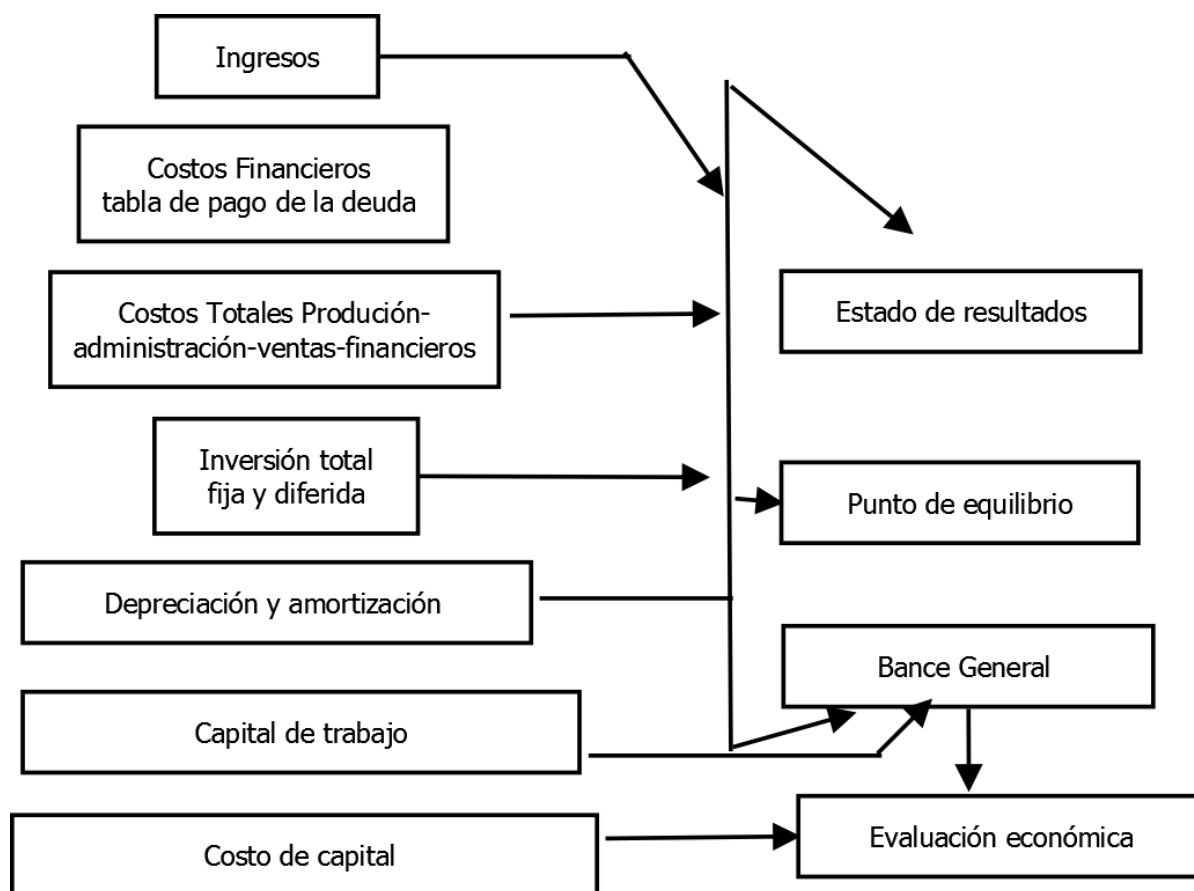 Ingresos
Costos Financieros
tabla de pago de la deuda
Costos Totales Produción-
administración-ventas-financieros
Estado de resultados
Inversión total
fija y diferida
Punto de equilibrio
Depreciación y amortización
Bance General
Capital de trabajo
Evaluación económica
Costo de capital